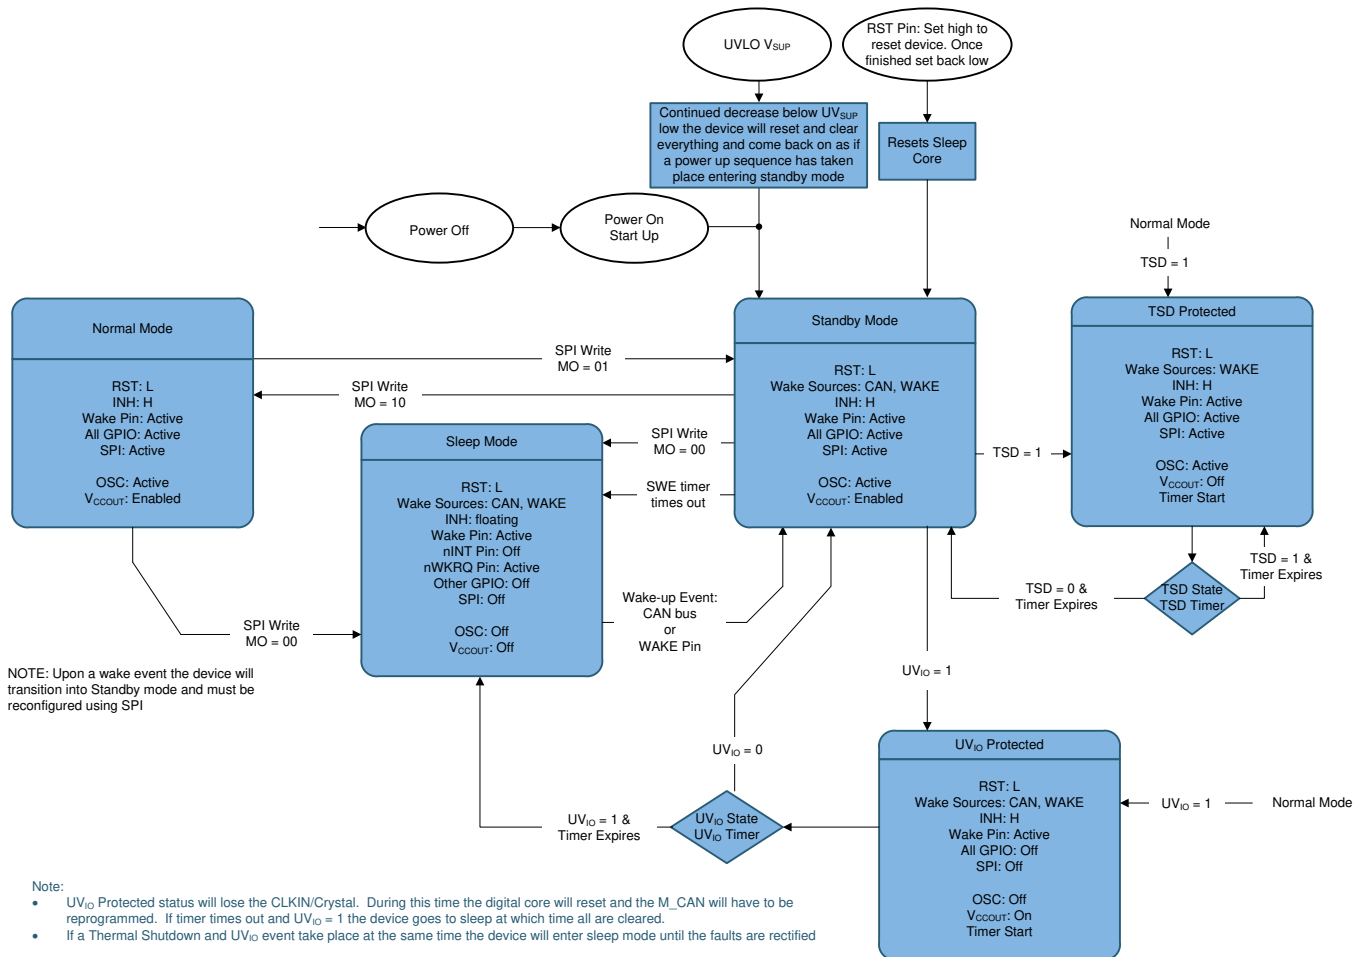 UVLO VSUP
RST Pin: Set high to
reset device. Once
finished set back low
Continued decrease below UVSUP
low the device will reset and clear
everything and come back on as if
a power up sequence has taken
place entering standby mode
Resets Sleep
Core
Power Off
Power On
Start Up
Normal Mode
TSD = 1
Normal Mode
RST: L
INH: H
Wake Pin: Active
All GPIO: Active
SPI: Active
OSC: Active
VCCOUT: Enabled
SPI Write
MO = 01
SPI Write
MO = 10
SPI Write
MO = 00
SWE timer
times out
Standby Mode
RST: L
Wake Sources: CAN, WAKE
INH: H
Wake Pin: Active
All GPIO: Active
SPI: Active
OSC: Active
VCCOUT: Enabled
TSD = 1
TSD Protected
RST: L
Wake Sources: WAKE
INH: H
Wake Pin: Active
All GPIO: Active
SPI: Active
OSC: Active
VCCOUT: Off
Timer Start
Sleep Mode
RST: L
Wake Sources: CAN, WAKE
INH: floating
Wake Pin: Active
nINT Pin: Off
nWKRQ Pin: Active
Other GPIO: Off
SPI: Off
OSC: Off
VCCOUT: Off
TSD = 0 &
Timer Expires
TSD State
TSD Timer
TSD = 1 &
Timer Expires
Wake-up Event:
CAN bus
or
WAKE Pin
SPI Write
MO = 00
NOTE: Upon a wake event the device will
transition into Standby mode and must be
reconfigured using SPI
UVIO = 1
UVIO = 0
UVIO Protected
RST: L
Wake Sources: CAN, WAKE
INH: H
Wake Pin: Active
All GPIO: Off
SPI: Off
OSC: Off
VCCOUT: On
Timer Start
UVIO = 1
Normal Mode
UVIO State
UVIO Timer
UVIO = 1 &
Timer Expires
Note:
• UVIO Protected status will lose the CLKIN/Crystal. During this time the digital core will reset and the M_CAN will have to be
reprogrammed. If timer times out and UVIO = 1 the device goes to sleep at which time all are cleared.
• If a Thermal Shutdown and UVIO event take place at the same time the device will enter sleep mode until the faults are rectified